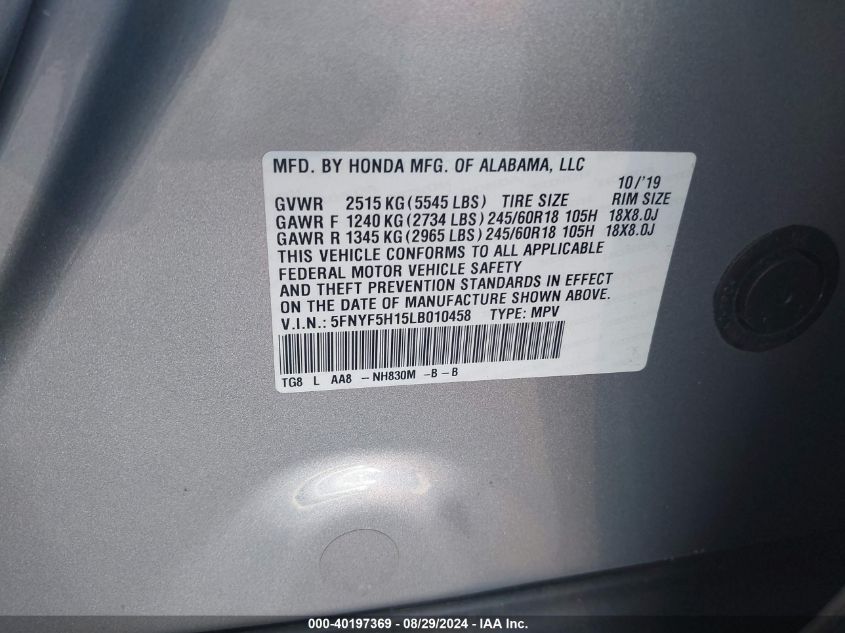 MFD. BY HONDA MFG. OF ALABAMA, LLC
10/'19
GVWR 2515 KG (5545 LBS) TIRE SIZE RIM SIZE
GAWR F 1240 KG (2734 LBS) 245/60R18 105H 18X8.0J
GAWR R 1345 KG (2965 LBS) 245/60R18 105H 18X8.0J
THIS VEHICLE CONFORMS TO ALL APPLICABLE
FEDERAL MOTOR VEHICLE SAFETY
AND THEFT PREVENTION STANDARDS IN EFFECT
ON THE DATE OF MANUFACTURE SHOWN ABOVE.
V.I.N.: 5FNYF5H15LB010458 TYPE: MPV
TG8 L AA8 - NH830M - B - B
000-40197369 - 08/29/2024 - IAA Inc.